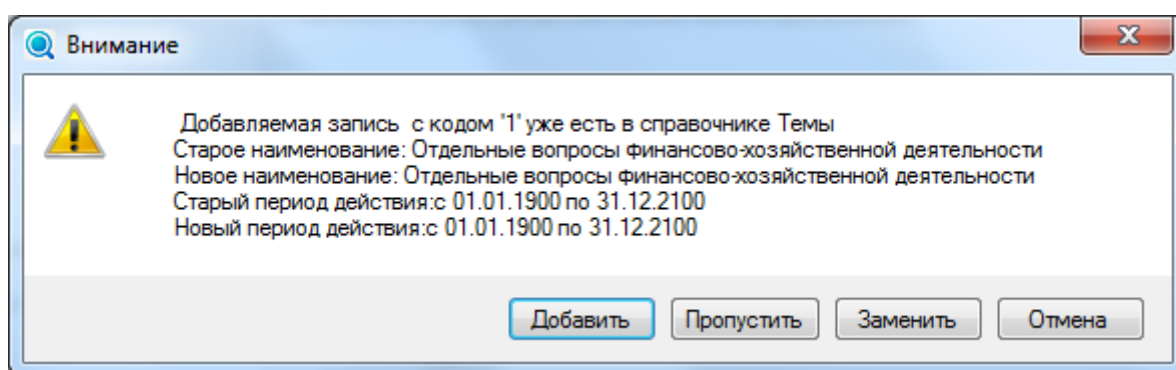 Внимание
Добавляемая запись с кодом '1' уже есть в справочнике Темы
Старое наименование: Отдельные вопросы финансово-хозяйственной деятельности
Новое наименование: Отдельные вопросы финансово-хозяйственной деятельности
Старый период действия:с 01.01.1900 по 31.12.2100
Новый период действия:с 01.01.1900 по 31.12.2100
Добавить Пропустить Заменить Отмена